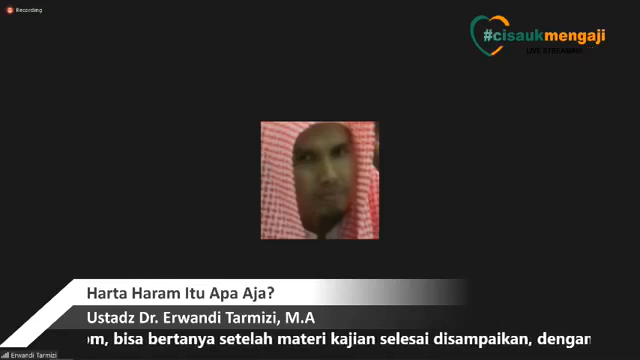 Recording
#cisaukmengaji
LIVE STREAMING
Harta Haram Itu Apa Aja?
Ustadz Dr. Erwandi Tarmizi, M.A
om, bisa bertanya setelah materi kajian selesai disampaikan, dengan
Erwandi Tarmizi